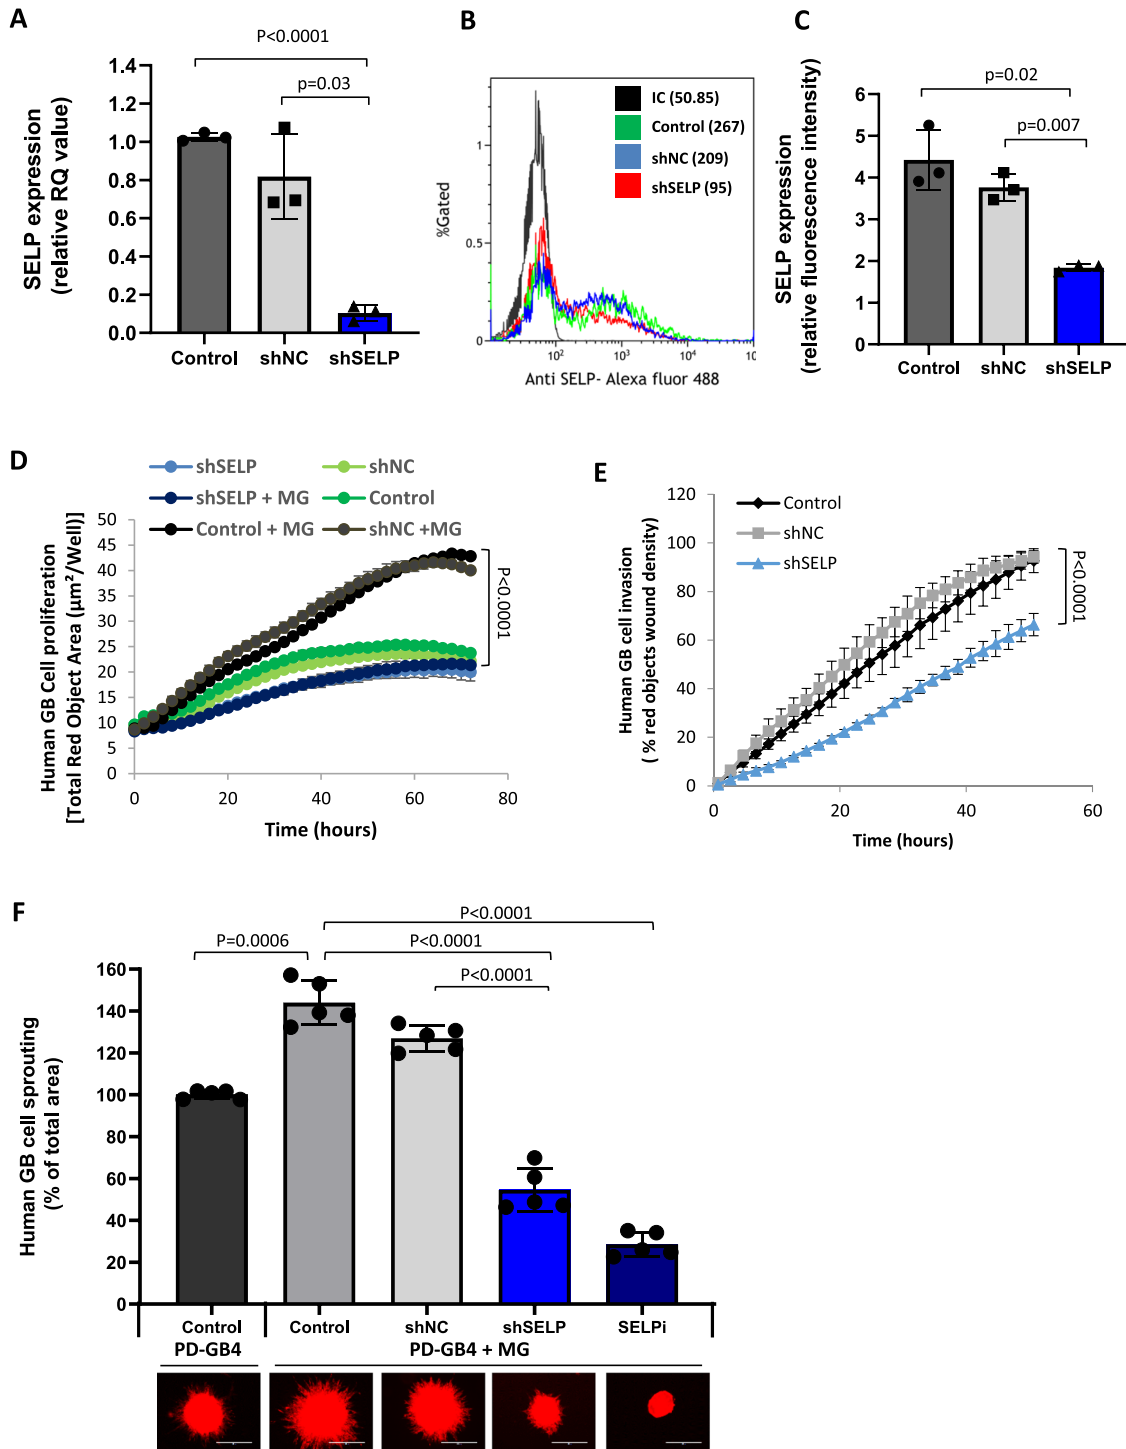 A
P<0.0001
p=0.03
SELP expression
(relative RQ value)
1.4
1.2
1.0
0.8
0.6
0.4
0.2
0.0
Control
shNC
shSELP
B
IC (50.85)
Control (267)
shNC (209)
shSELP (95)
%Gated
1
0.5
1
10²
10³
10⁴
10
Anti SELP- Alexa fluor 488
C
p=0.02
p=0.007
SELP expression
(relative fluorescence intensity)
6
5
4
3
2
1
0
Control
shNC
shSELP
D
shSELP
shNC
shSELP + MG
Control
Control + MG
shNC +MG
Human GB Cell proliferation
[Total Red Object Area (µm²/Well)]
50
45
40
35
30
25
20
15
10
5
0
P<0.0001
0
20
40
60
80
Time (hours)
E
Control
shNC
shSELP
Human GB cell invasion
( % red objects wound density)
120
100
80
60
40
20
0
P<0.0001
0
20
40
60
Time (hours)
F
P<0.0001
P=0.0006
P<0.0001
P<0.0001
Human GB cell sprouting
(% of total area)
160
140
120
100
80
60
40
20
0
Control
Control
shNC
shSELP
SELPi
PD-GB4
PD-GB4 + MG